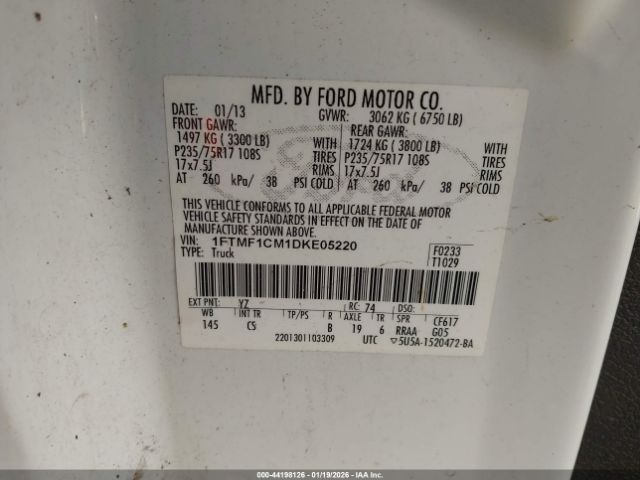 MFD. BY FORD MOTOR CO.
DATE: 01/13 GVWR: 3062 KG ( 6750 LB)
FRONT GAWR: REAR GAWR:
1497 KG ( 3300 LB) WITH 1724 KG ( 3800 LB) WITH
P235/75R17 108S TIRES P235/75R17 108S TIRES
17x7.5J RIMS 17x7.5J RIMS
AT 260 kPa/ 38 PSI COLD AT 260 kPa/ 38 PSI COLD
THIS VEHICLE CONFORMS TO ALL APPLICABLE FEDERAL MOTOR
VEHICLE SAFETY STANDARDS IN EFFECT ON THE DATE OF
MANUFACTURE SHOWN ABOVE.
VIN: 1FTMF1CM1DKE05220 F0233
TYPE: Truck T1029
EXT PNT: YZ RC: 74 DSO:
WB INT TR TP/PS R AXLE TR SPR CF617
145 CS B 19 6 RRAA G05
2201301103309 UTC ▽5U5A-1520472-BA
000-44198126 - 01/19/2026 - IAAI.COM